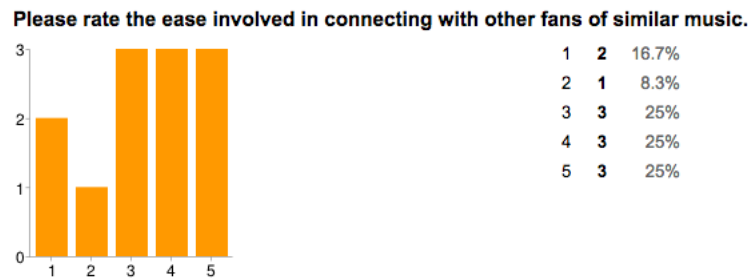 Please rate the ease involved in connecting with other fans of similar music.
3
2
1
0
1 2 3 4 5
1 2 16.7%
2 1 8.3%
3 3 25%
4 3 25%
5 3 25%